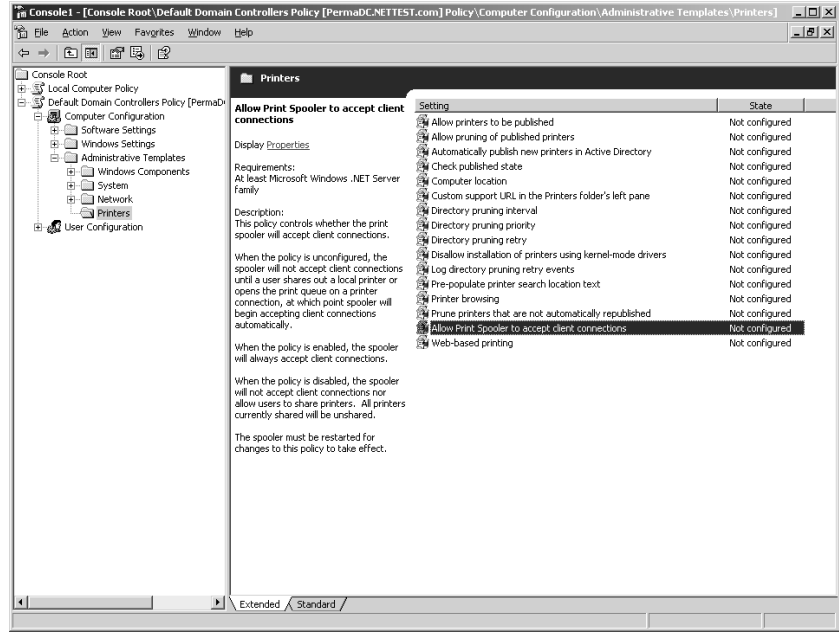 Console1 - [Console Root\Default Domain Controllers Policy [PermaDC.NETTEST.com] Policy\Computer Configuration\Administrative Templates\Printers]
File Action View Favorites Window Help
Console Root
Local Computer Policy
Default Domain Controllers Policy [PermaD
Computer Configuration
Software Settings
Windows Settings
Administrative Templates
Windows Components
System
Network
Printers
User Configuration
Printers
Allow Print Spooler to accept client
connections
Display Properties
Requirements:
At least Microsoft Windows .NET Server
family
Description:
This policy controls whether the print
spooler will accept client connections.
When the policy is unconfigured, the
spooler will not accept client connections
until a user shares out a local printer or
opens the print queue on a printer
connection, at which point spooler will
begin accepting client connections
automatically.
When the policy is enabled, the spooler
will always accept client connections.
When the policy is disabled, the spooler
will not accept client connections nor
allow users to share printers. All printers
currently shared will be unshared.
The spooler must be restarted for
changes to this policy to take effect.
Setting State
Allow printers to be published Not configured
Allow pruning of published printers Not configured
Automatically publish new printers in Active Directory Not configured
Check published state Not configured
Computer location Not configured
Custom support URL in the Printers folder's left pane Not configured
Directory pruning interval Not configured
Directory pruning priority Not configured
Directory pruning retry Not configured
Disallow installation of printers using kernel-mode drivers Not configured
Log directory pruning retry events Not configured
Pre-populate printer search location text Not configured
Printer browsing Not configured
Prune printers that are not automatically republished Not configured
Allow Print Spooler to accept client connections Not configured
Web-based printing Not configured
Extended Standard